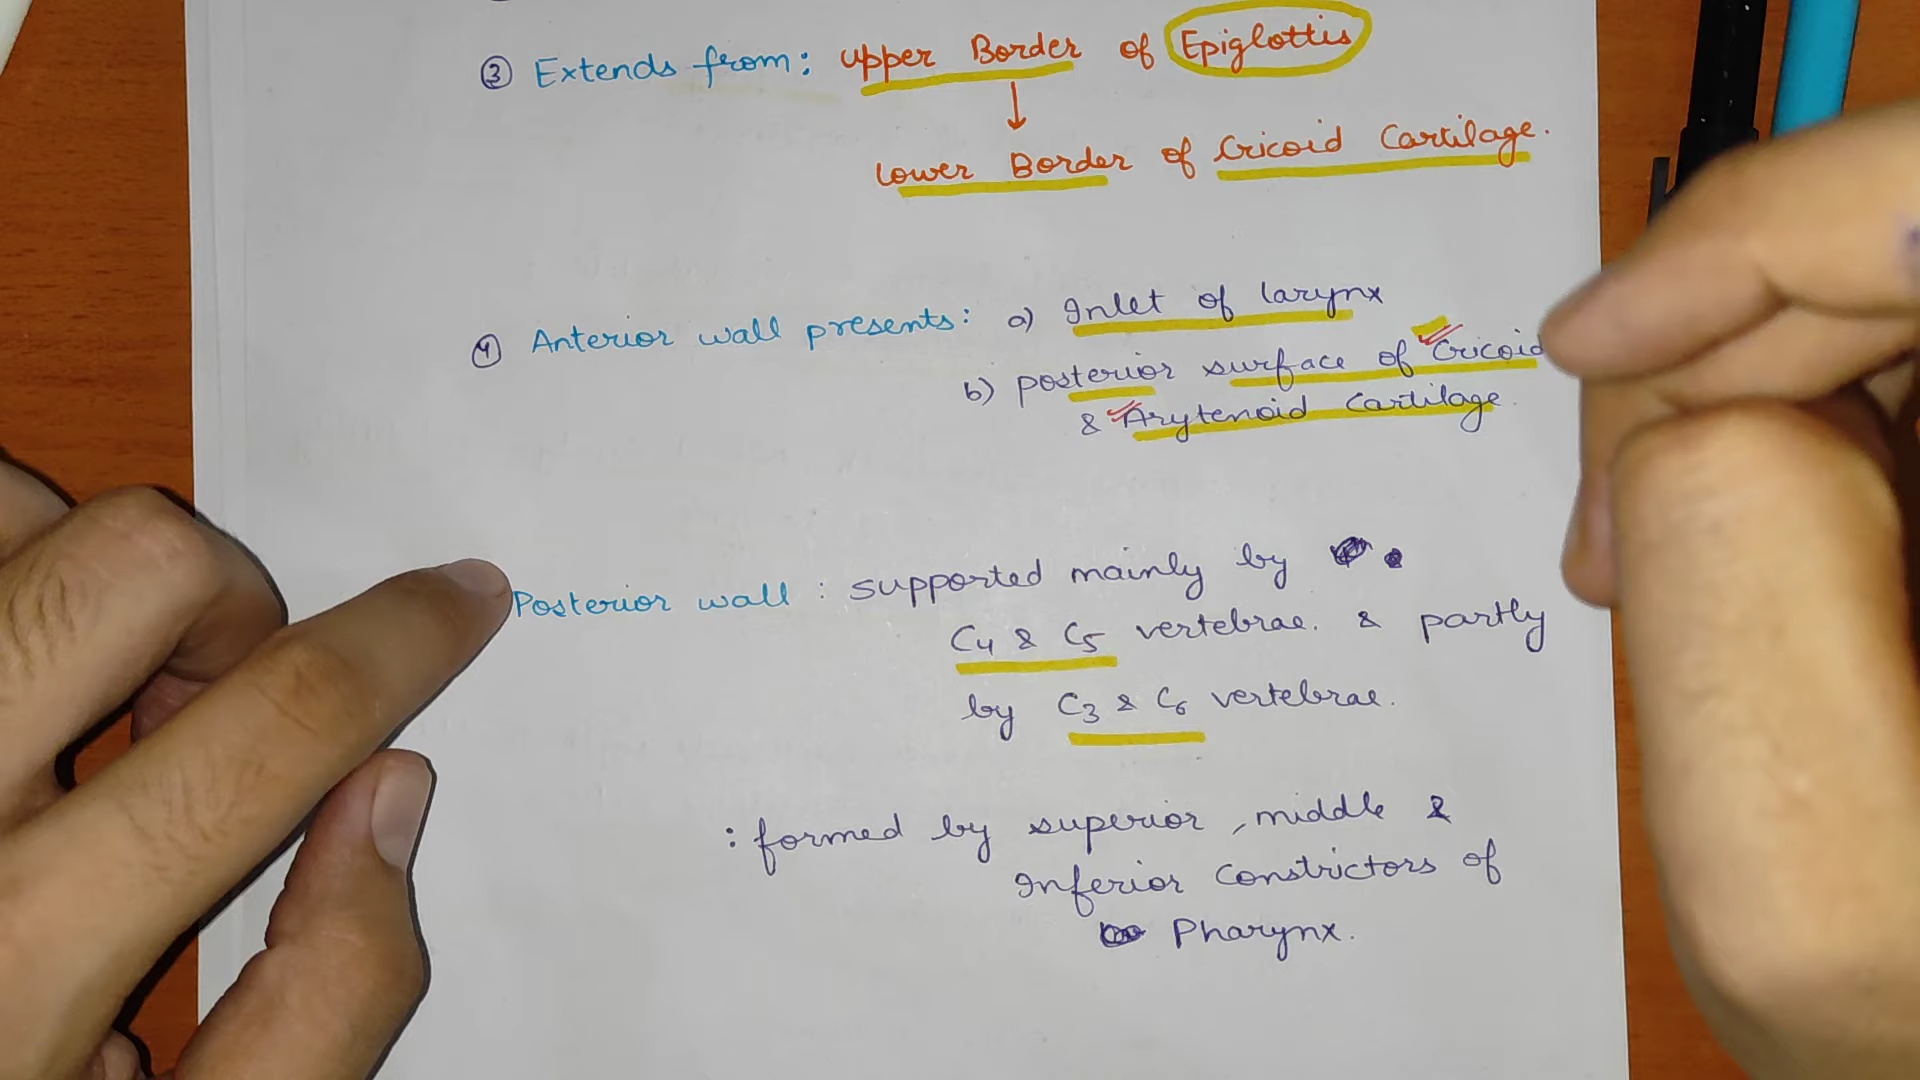 ③ Extends from: upper Border of Epiglottis
↓
Lower Border of Cricoid Cartilage.
④ Anterior wall presents: a) Inlet of larynx
b) posterior surface of Cricoid
& Arytenoid Cartilage.
Posterior wall : supported mainly by
C4 & C5 vertebrae. & partly
by C3 & C6 vertebrae.
: formed by superior, middle &
Inferior Constrictors of
Pharynx.